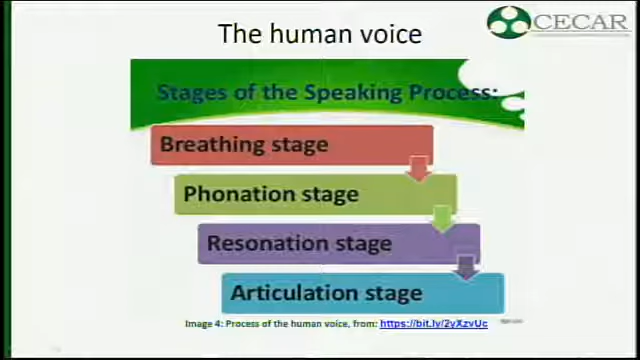 The human voice
CECAR
Stages of the Speaking Process:
Breathing stage
Phonation stage
Resonation stage
Articulation stage
Image 4: Process of the human voice, from: https://bit.ly/2yXzvUc